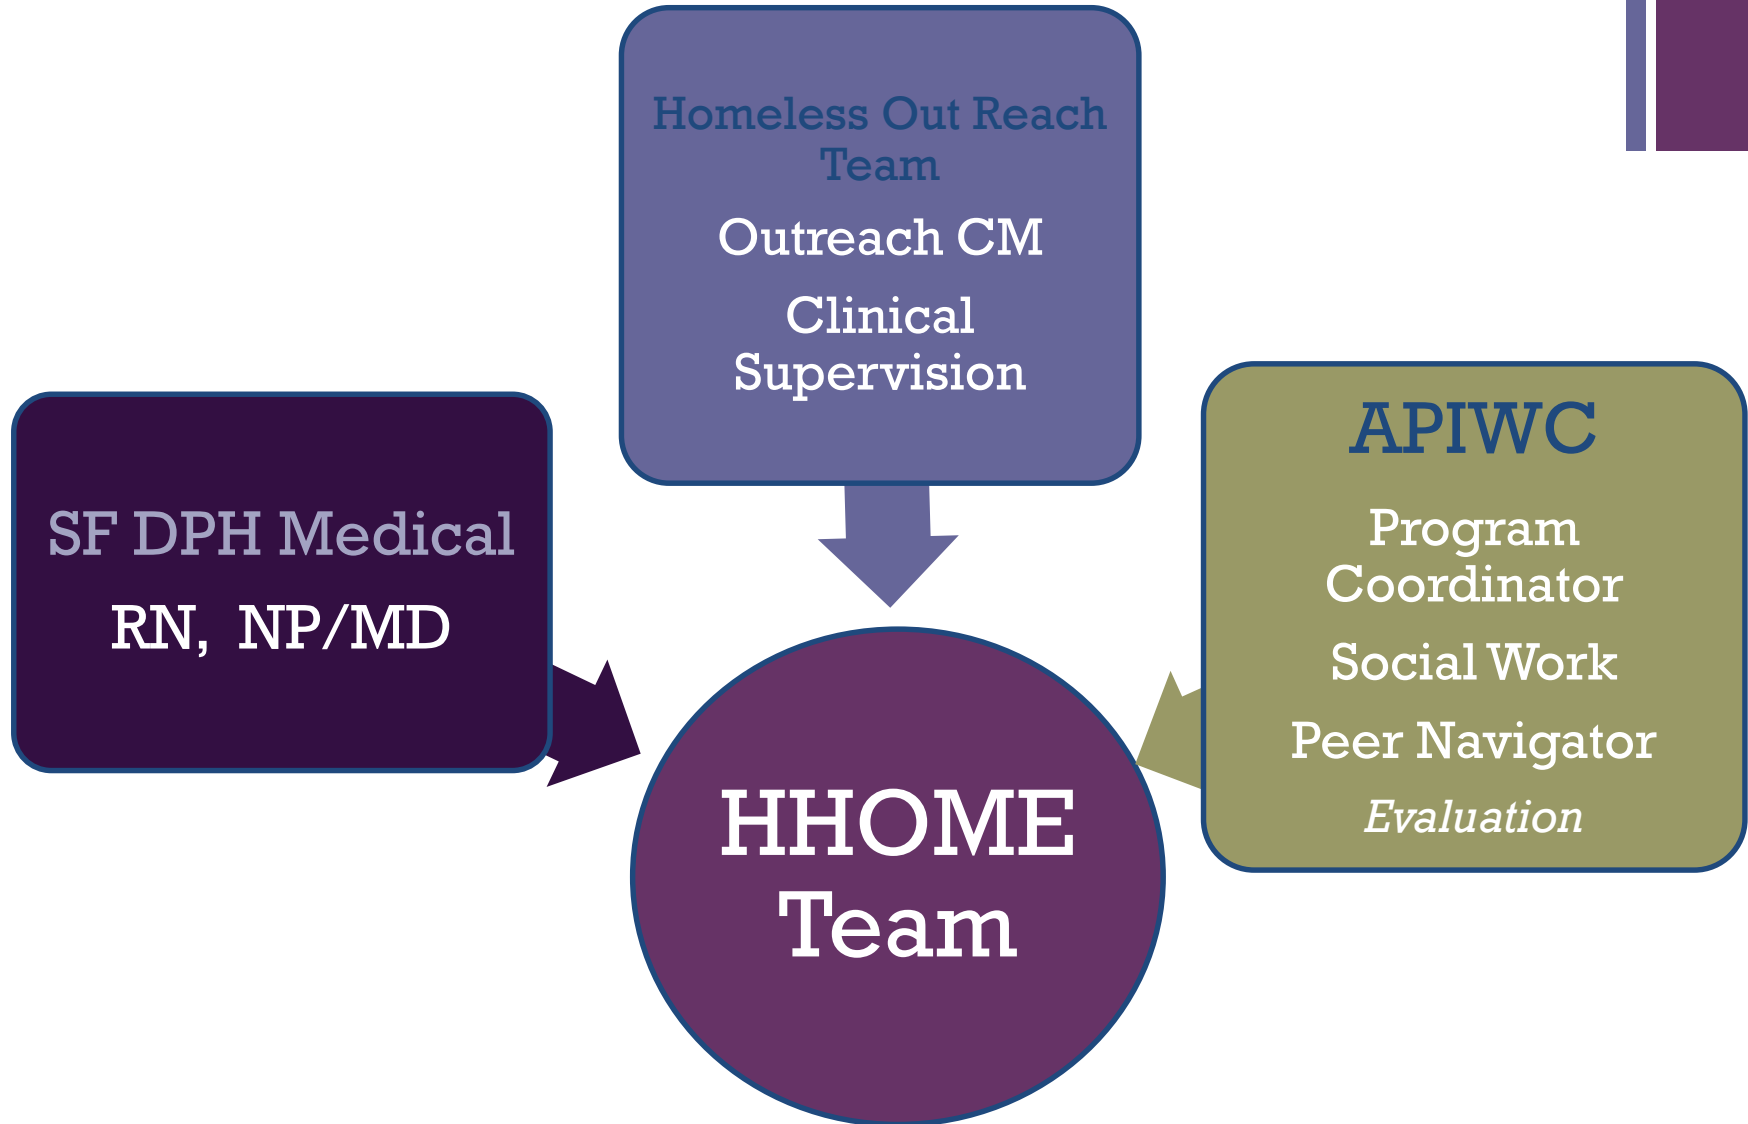 Homeless Out Reach
Team
Outreach CM
Clinical
Supervision
SF DPH Medical
RN, NP/MD
APIWC
Program
Coordinator
Social Work
Peer Navigator
Evaluation
HHOME
Team